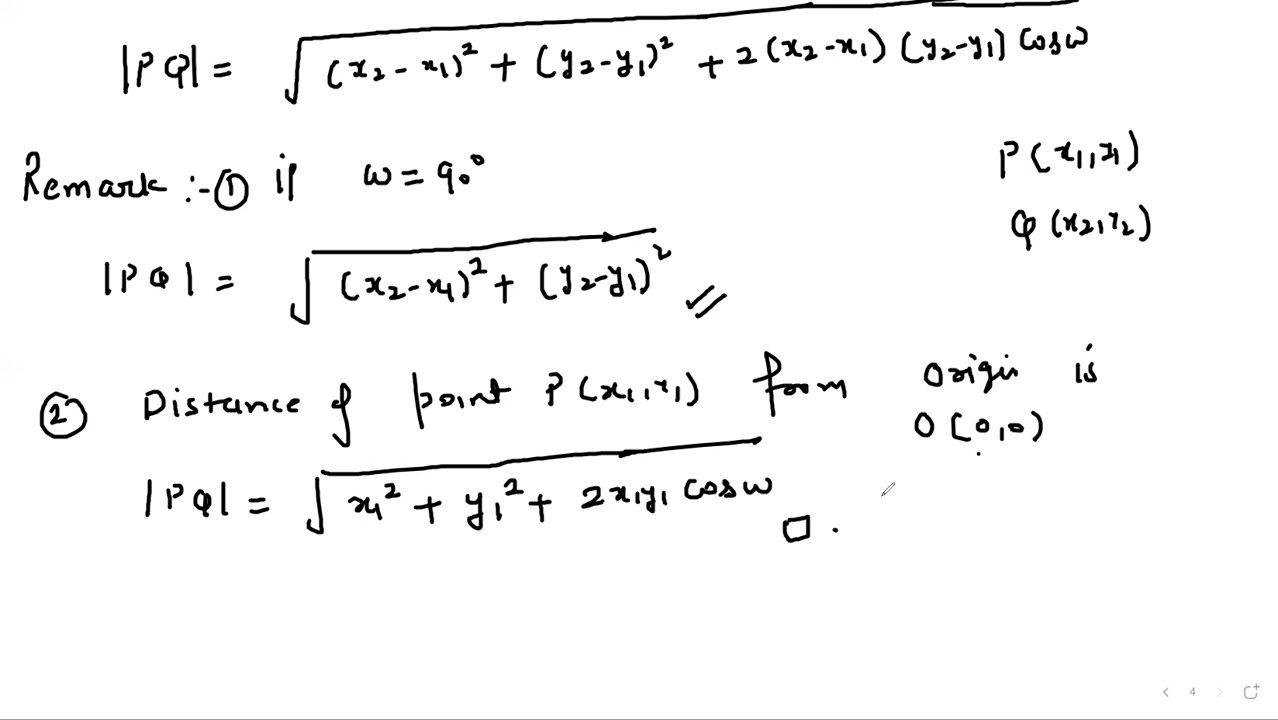 |PQ| = √(x₂-x₁)² + (y₂-y₁)² + 2(x₂-x₁)(y₂-y₁) cosω
Remark :- ① if ω = 90°
P(x₁, y₁)
Q(x₂, y₂)
|PQ| = √(x₂-x₁)² + (y₂-y₁)²
② Distance of point P(x₁, y₁) from origin is
O(0,0)
|PQ| = √x₁² + y₁² + 2x₁y₁ cosω
4